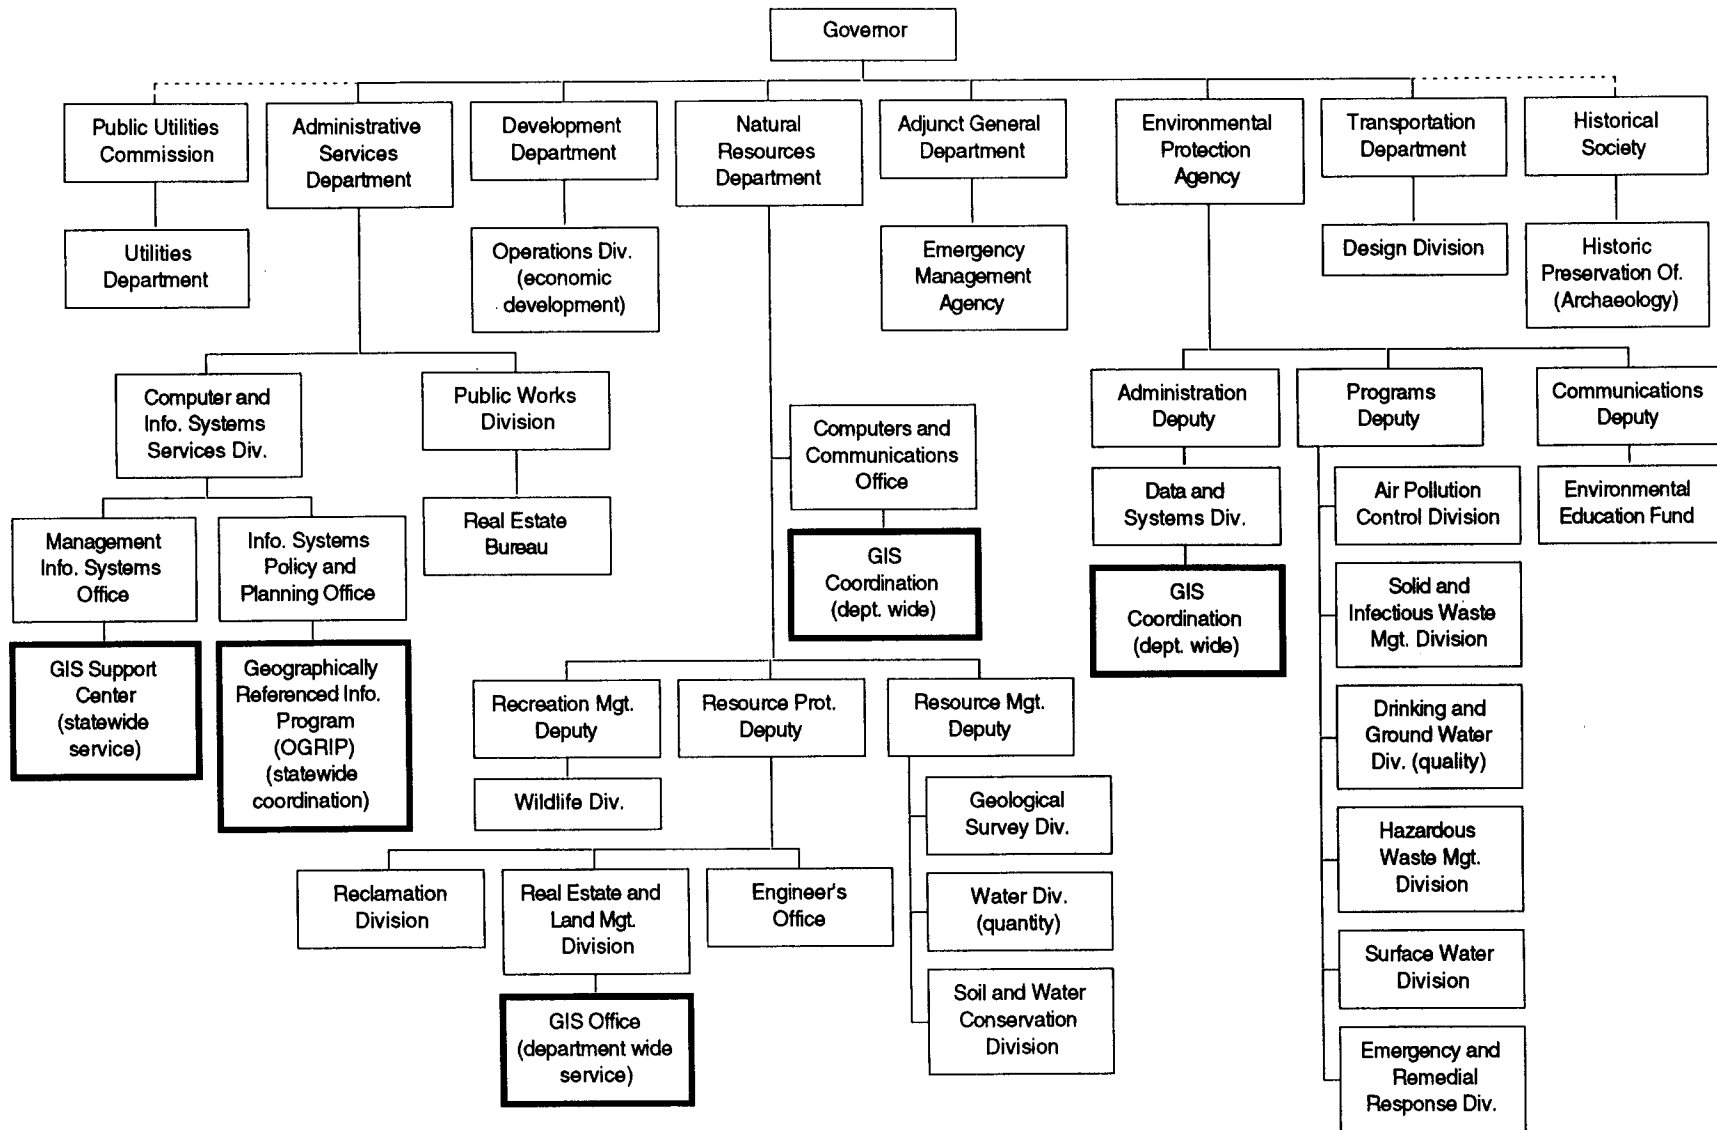 Governor
Public Utilities
Commission
Administrative
Services
Department
Development
Department
Natural
Resources
Department
Adjunct General
Department
Environmental
Protection
Agency
Transportation
Department
Historical
Society
Utilities
Department
Operations Div.
(economic
development)
Emergency
Management
Agency
Design Division
Historic
Preservation Of.
(Archaeology)
Computer and
Info. Systems
Services Div.
Public Works
Division
Computers and
Communications
Office
Administration
Deputy
Programs
Deputy
Communications
Deputy
Management
Info. Systems
Office
Info. Systems
Policy and
Planning Office
Real Estate
Bureau
GIS
Coordination
(dept. wide)
Data and
Systems Div.
Air Pollution
Control Division
Environmental
Education Fund
GIS Support
Center
(statewide
service)
Geographically
Referenced Info.
Program
(OGRIP)
(statewide
coordination)
GIS
Coordination
(dept. wide)
Solid and
Infectious Waste
Mgt. Division
Recreation Mgt.
Deputy
Resource Prot.
Deputy
Resource Mgt.
Deputy
Drinking and
Ground Water
Div. (quality)
Wildlife Div.
Geological
Survey Div.
Hazardous
Waste Mgt.
Division
Reclamation
Division
Real Estate and
Land Mgt.
Division
Engineer's
Office
Water Div.
(quantity)
Surface Water
Division
GIS Office
(department wide
service)
Soil and Water
Conservation
Division
Emergency and
Remedial
Response Div.